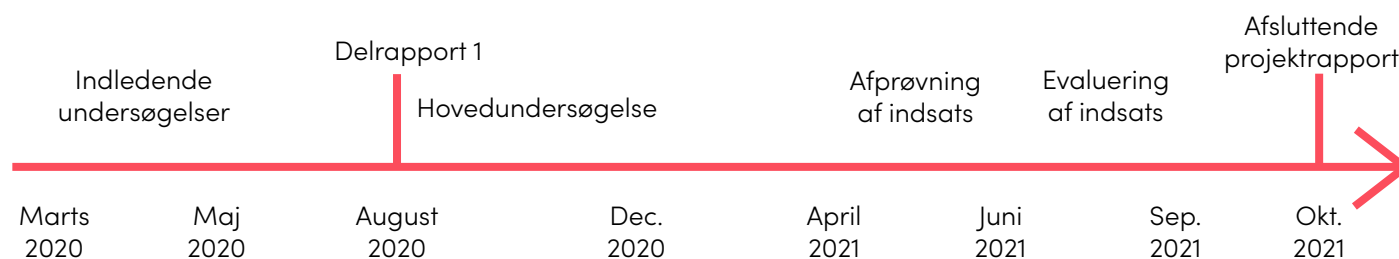 Indledende
undersøgelser
Delrapport 1
Hovedundersøgelse
Afprøvning
af indsats
Evaluering
af indsats
Afsluttende
projektrapport
Marts
2020
Maj
2020
August
2020
Dec.
2020
April
2021
Juni
2021
Sep.
2021
Okt.
2021